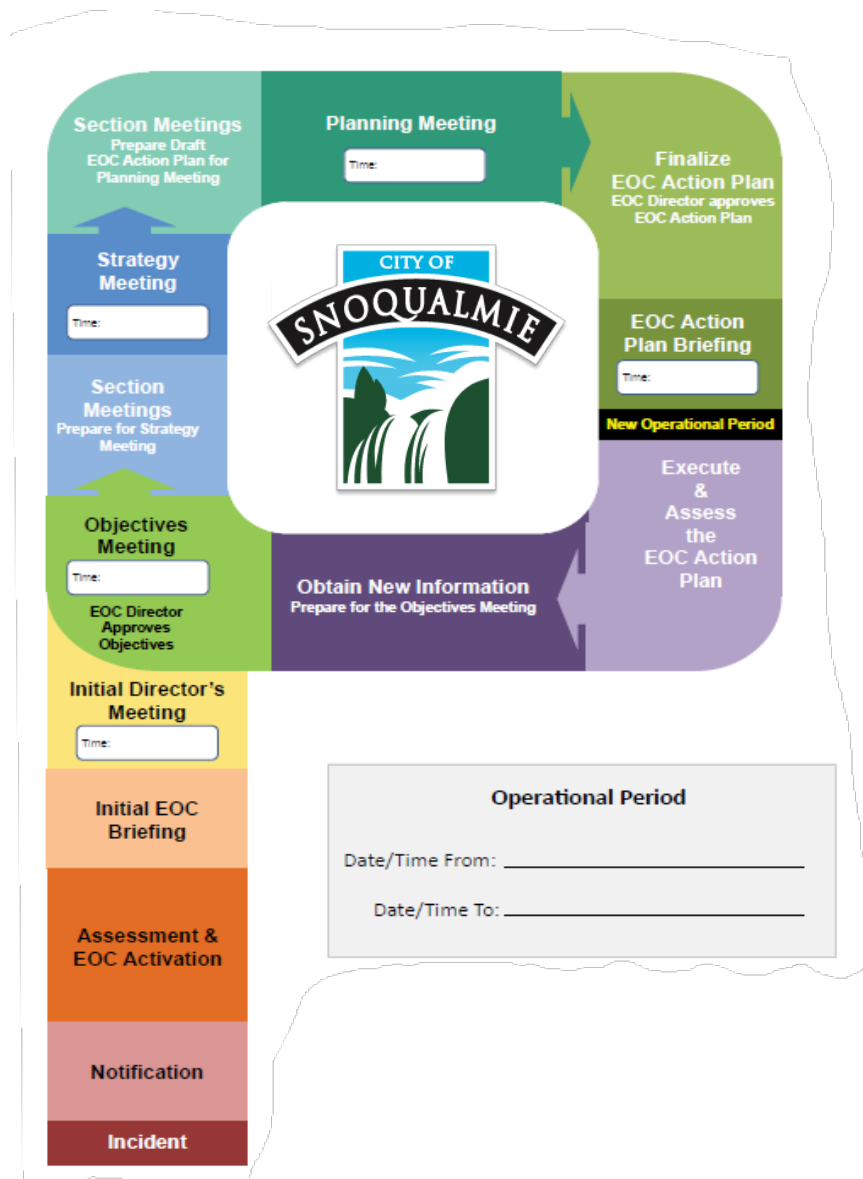 Section Meetings
Prepare Draft
EOC Action Plan for
Planning Meeting
Planning Meeting
Time:
Finalize
EOC Action Plan
EOC Director approves
EOC Action Plan
Strategy
Meeting
Time:
CITY OF
SNOQUALMIE
EOC Action
Plan Briefing
Time:
New Operational Period
Section
Meetings
Prepare for Strategy
Meeting
Execute
&
Assess
the
EOC Action
Plan
Objectives
Meeting
Time:
EOC Director
Approves
Objectives
Obtain New Information
Prepare for the Objectives Meeting
Initial Director's
Meeting
Time:
Initial EOC
Briefing
Assessment &
EOC Activation
Notification
Incident
Operational Period
Date/Time From:
Date/Time To: